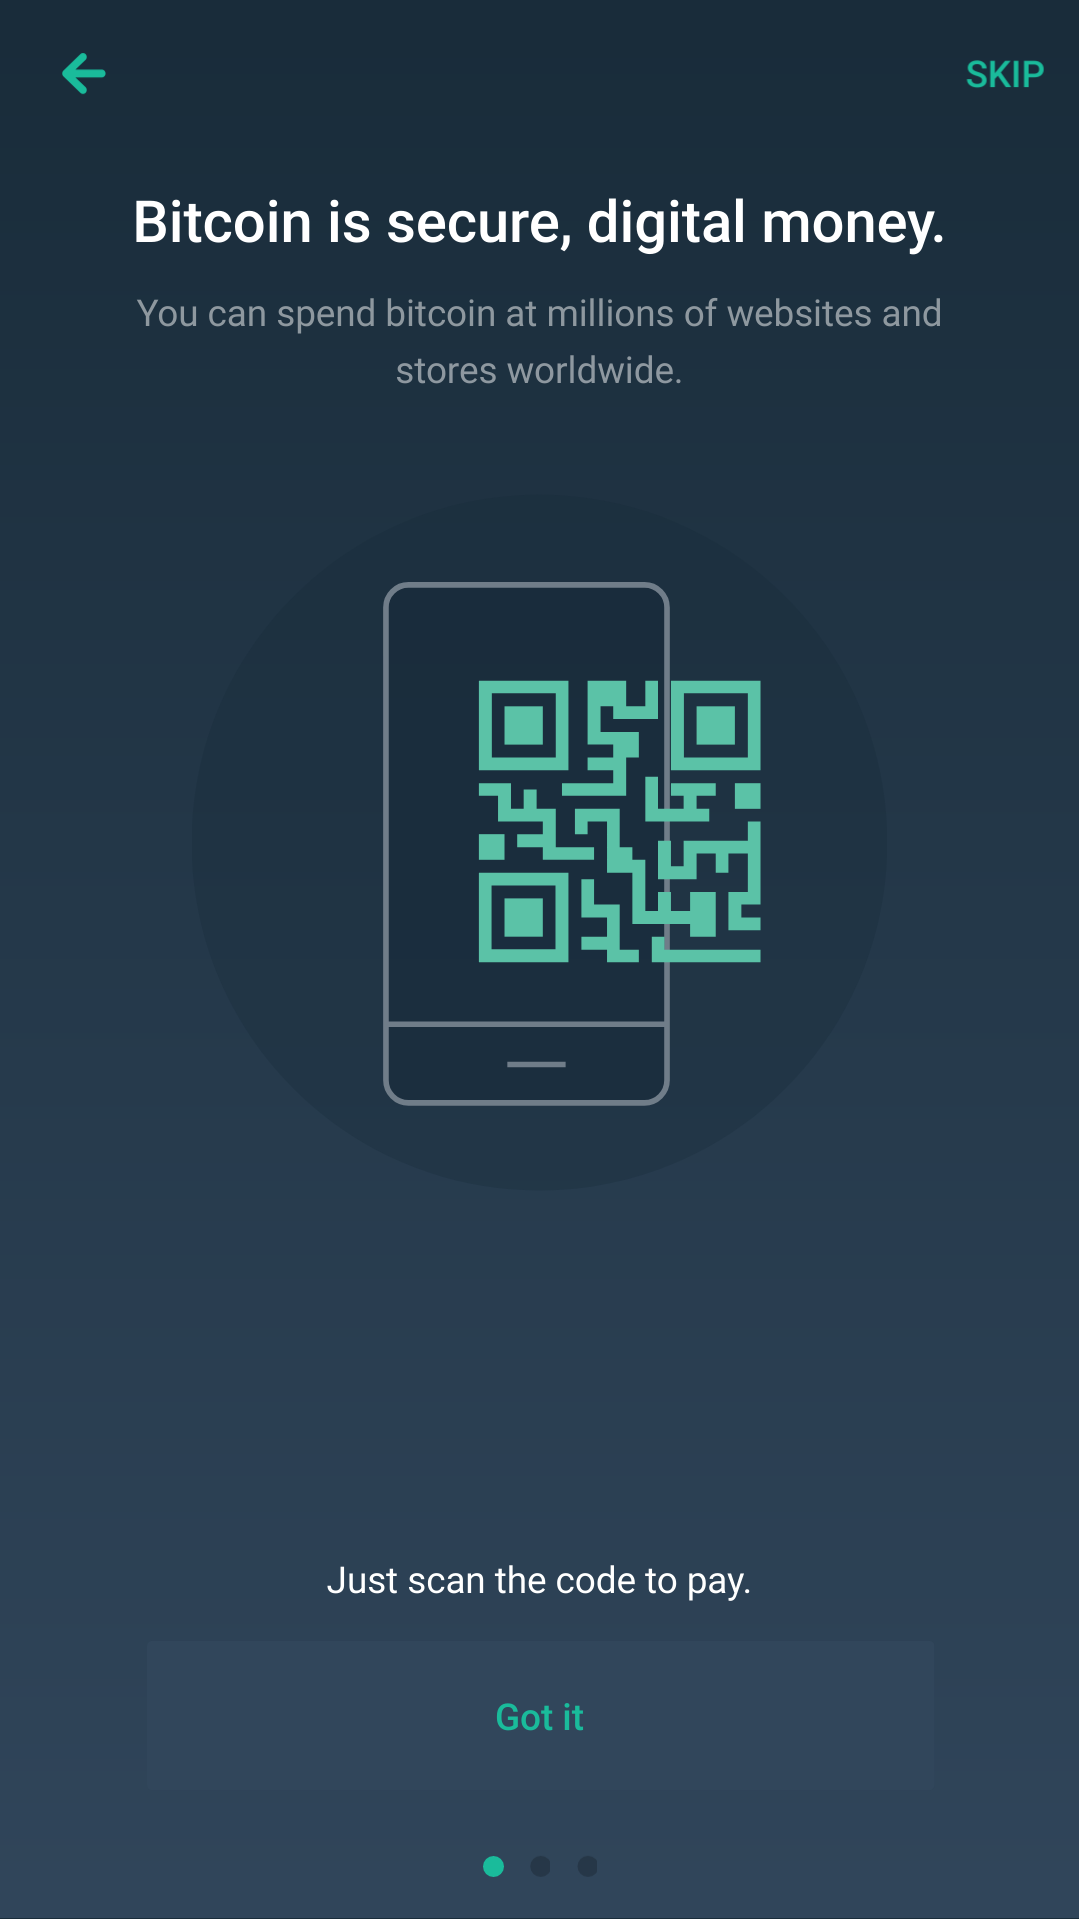 SKIP
Bitcoin is secure, digital money.
You can spend bitcoin at millions of websites and
stores worldwide.
Just scan the code to pay.
Got it